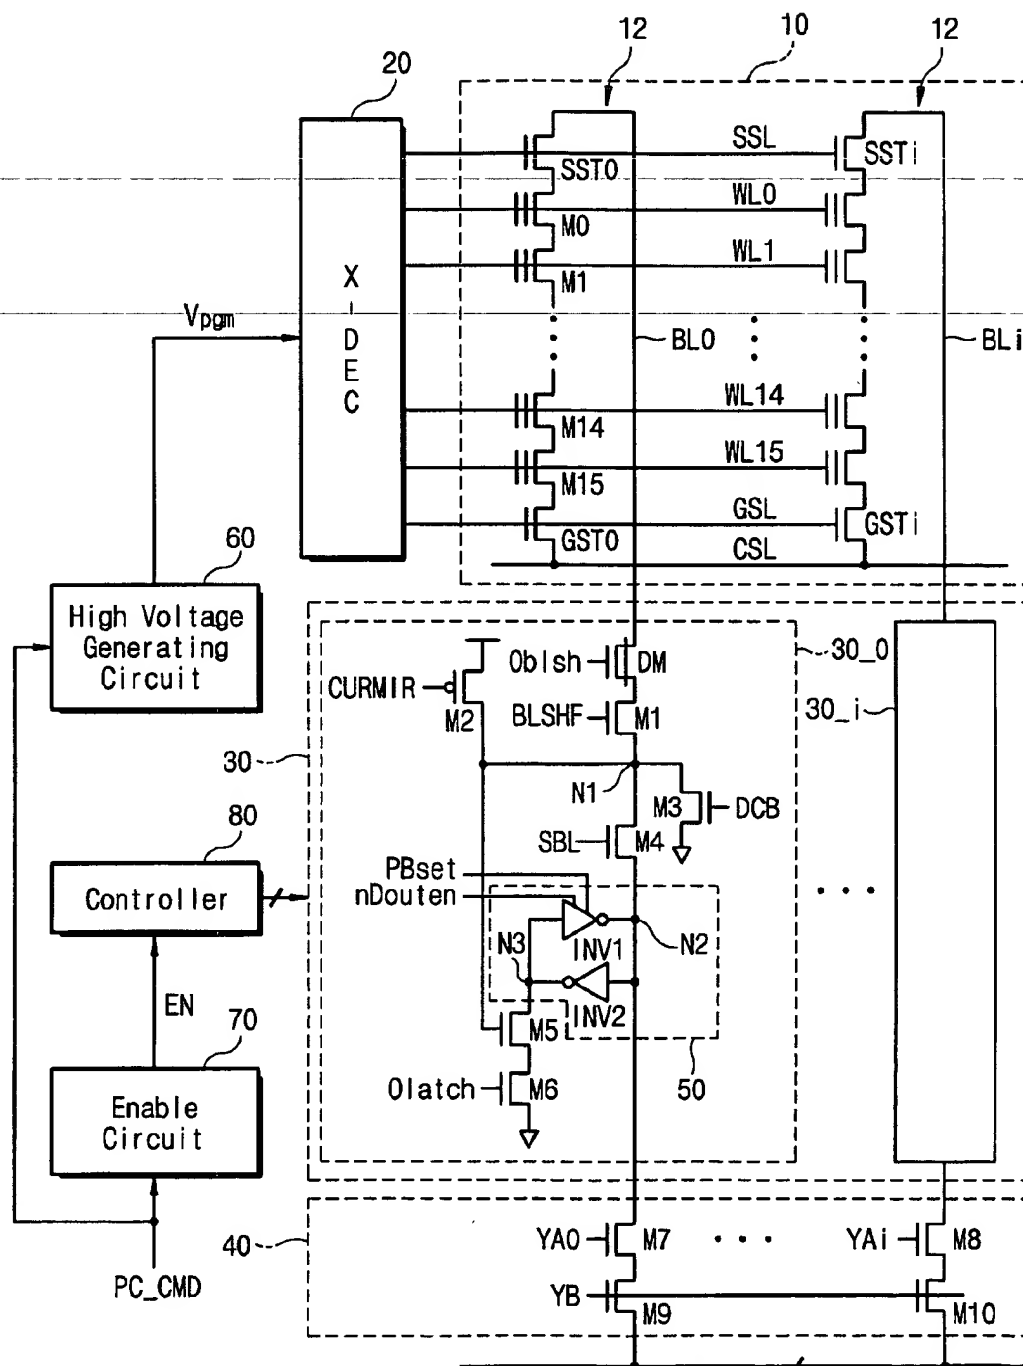 12
10
12
20
SSL
SST0
SSTi
WL0
M0
WL1
M1
X-DEC
Vpgm
BL0
BLi
WL14
M14
WL15
M15
GSL
GST0
GSTi
CSL
60
High Voltage
Generating
Circuit
Oblsh
DM
30_0
CURMIR
M2
BLSHF
M1
30_i
30
N1
M3
DCB
80
SBL
M4
PBset
nDouten
Controller
N3
INV1
N2
EN
INV2
M5
70
Olatch
M6
50
Enable
Circuit
40
YA0
M7
YAi
M8
PC_CMD
YB
M9
M10